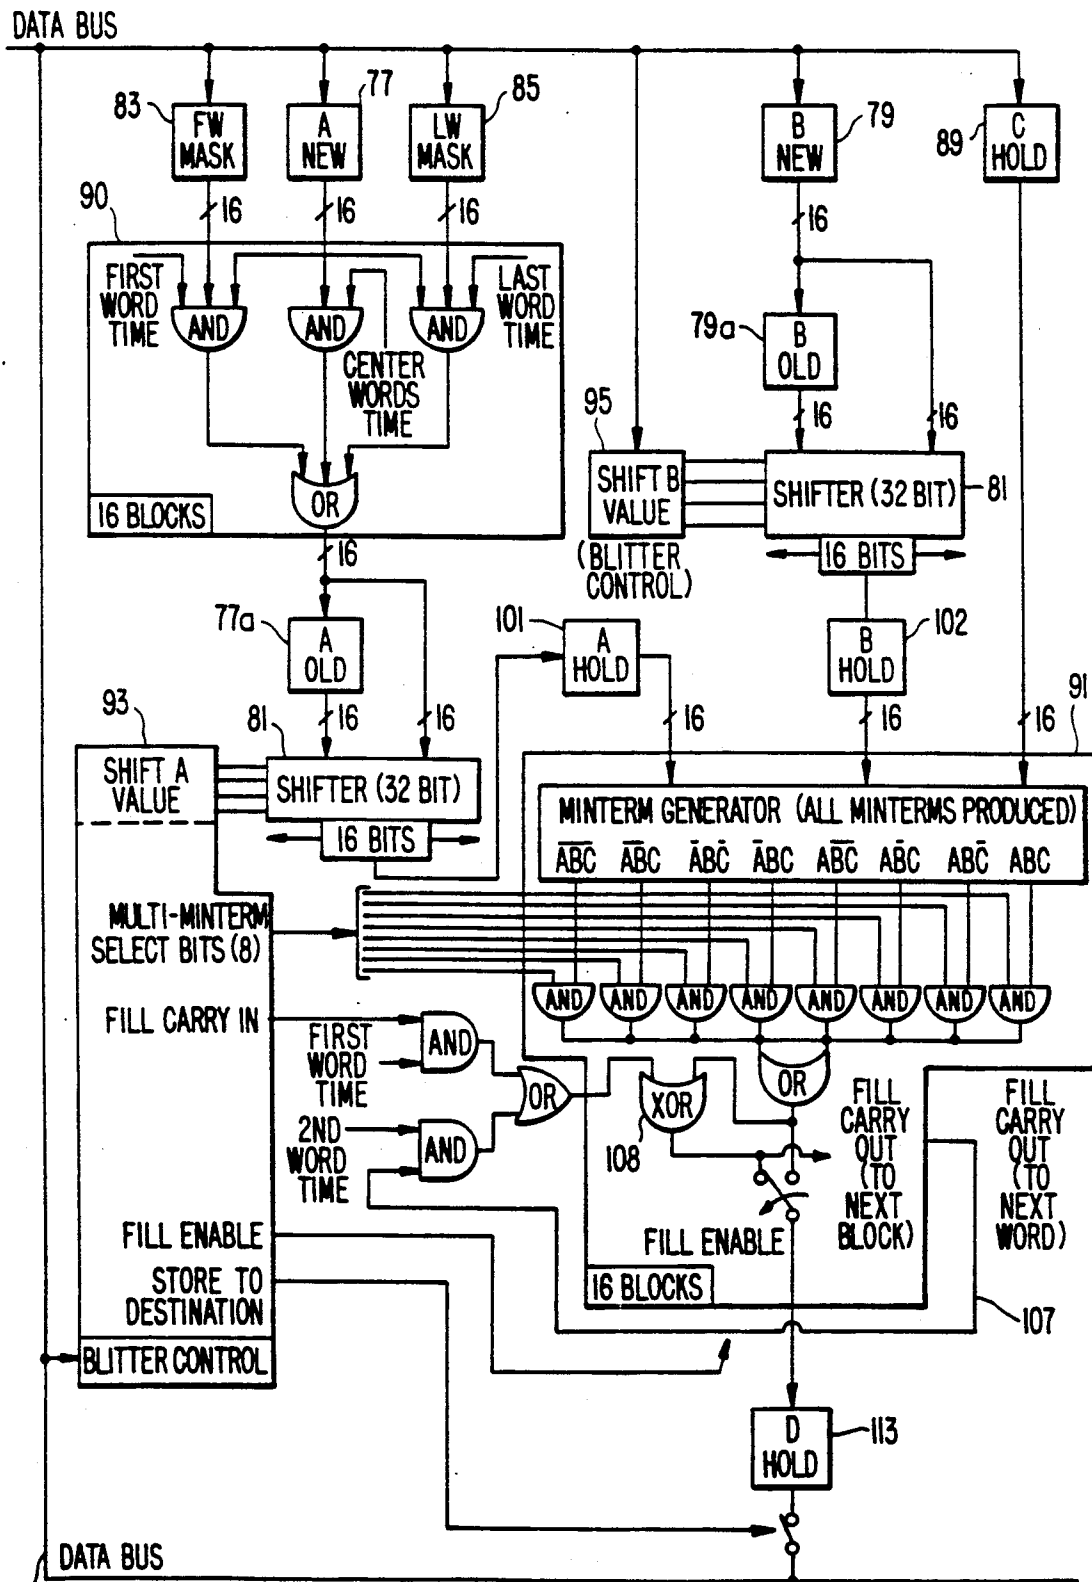 DATA BUS
83
FW
MASK
77
A
NEW
85
LW
MASK
B
NEW
79
89
C
HOLD
16
16
16
16
90
FIRST
WORD
TIME
AND
AND
AND
LAST
WORD
TIME
CENTER
WORDS
TIME
OR
16 BLOCKS
16
79a
B
OLD
16
16
95
SHIFT B
VALUE
(BLITTER
CONTROL)
SHIFTER (32 BIT)
81
16 BITS
77a
A
OLD
16
16
101
A
HOLD
B
HOLD
102
16
16
16
91
93
SHIFT A
VALUE
81
SHIFTER (32 BIT)
16 BITS
MINTERM GENERATOR (ALL MINTERMS PRODUCED)
A̅B̅C̅ A̅B̅C A̅BC̅ A̅BC AB̅C̅ AB̅C ABC̅ ABC
MULTI-MINTERM
SELECT BITS (8)
AND AND AND AND AND AND AND AND
FILL CARRY IN
FIRST
WORD
TIME
AND
OR
XOR
108
OR
2ND
WORD
TIME
AND
FILL
CARRY
OUT
(TO
NEXT
BLOCK)
FILL
CARRY
OUT
(TO
NEXT
WORD)
FILL ENABLE
16 BLOCKS
107
FILL ENABLE
STORE TO
DESTINATION
BLITTER CONTROL
D
HOLD
113
DATA BUS